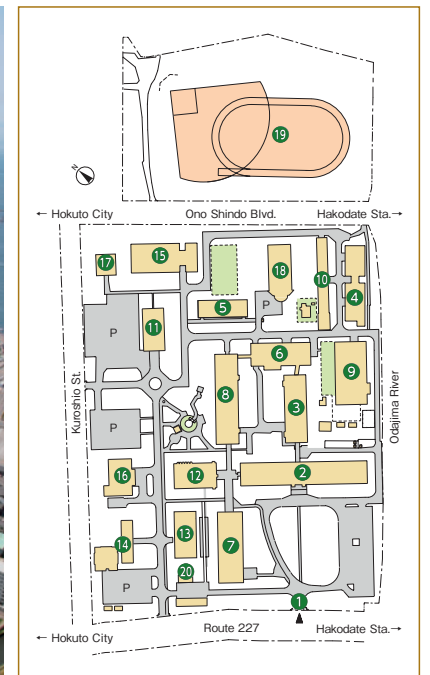 19
N
← Hokuto City Ono Shindo Blvd. Hakodate Sta.→
15
17
18
10
4
5
P
11
P
6
9
8
3
Kuroshio St.
Odajima River
P
16
12
2
13
14
7
20
P
1
← Hokuto City Route 227 Hakodate Sta.→